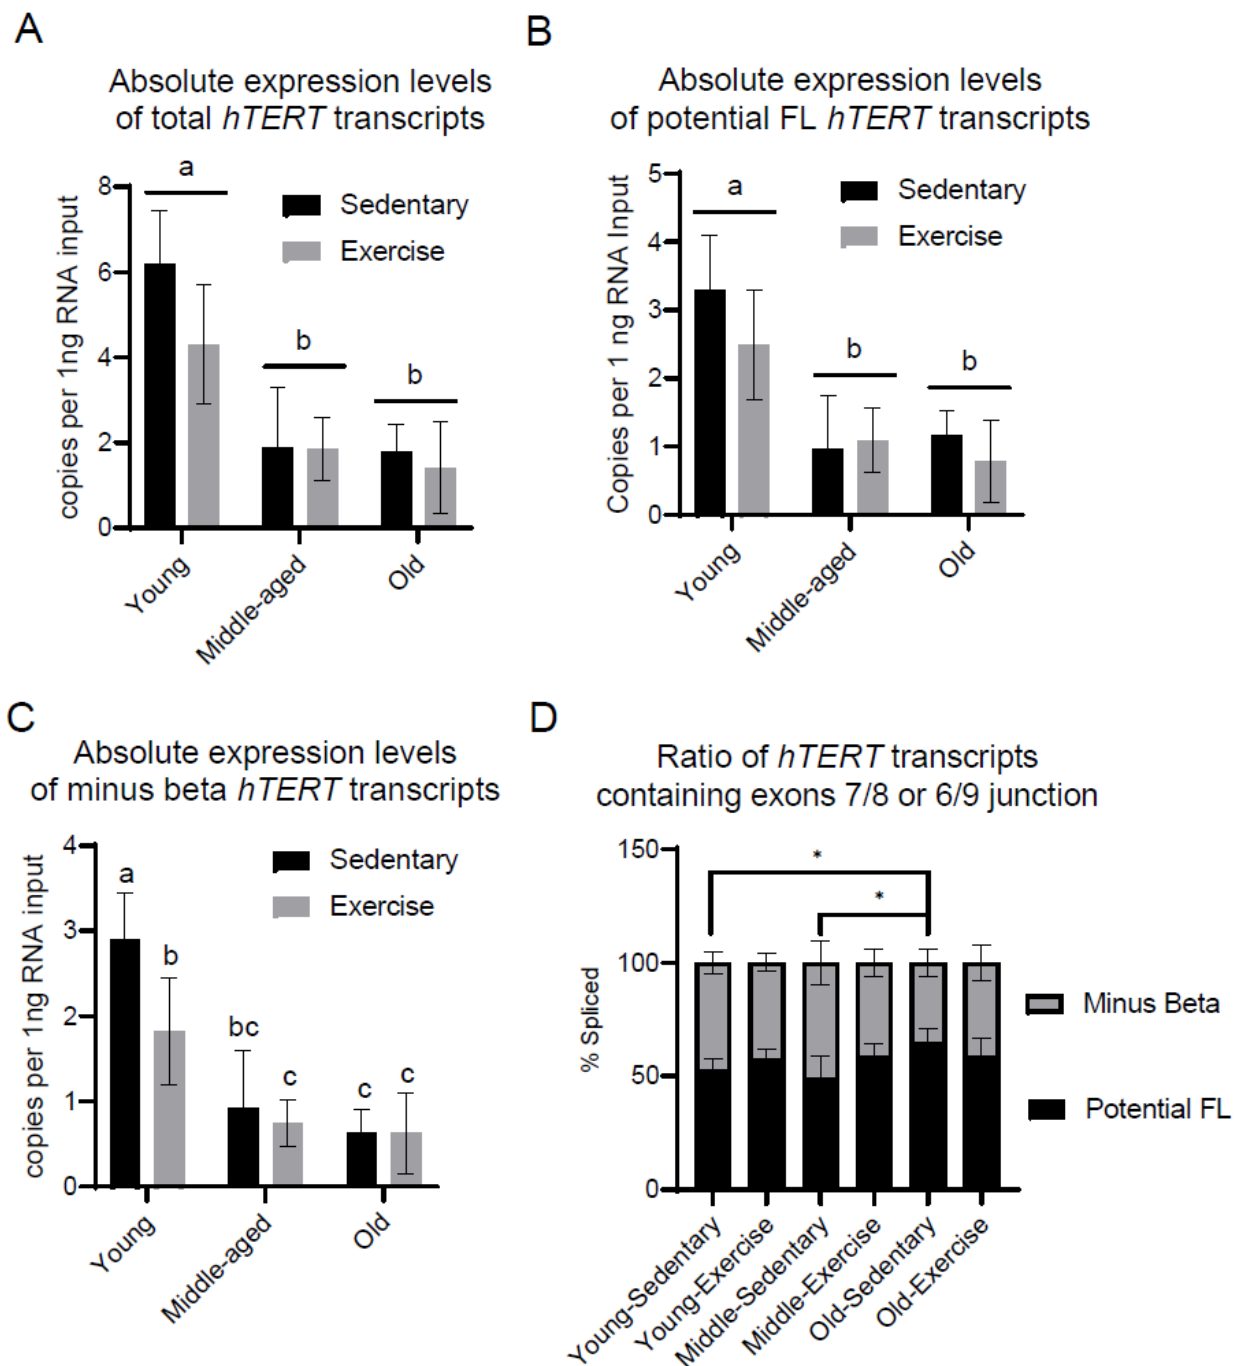 A
Absolute expression levels
of total hTERT transcripts
copies per 1ng RNA input
8
6
4
2
0
a
b
b
Sedentary
Exercise
Young
Middle-aged
Old
B
Absolute expression levels
of potential FL hTERT transcripts
Copies per 1 ng RNA Input
5
4
3
2
1
0
a
b
b
Sedentary
Exercise
Young
Middle-aged
Old
C
Absolute expression levels
of minus beta hTERT transcripts
copies per 1ng RNA input
4
3
2
1
0
a
b
bc
c
c
c
Sedentary
Exercise
Young
Middle-aged
Old
D
Ratio of hTERT transcripts
containing exons 7/8 or 6/9 junction
% Spliced
150
100
50
0
*
*
Minus Beta
Potential FL
Young-Sedentary
Young-Exercise
Middle-Sedentary
Middle-Exercise
Old-Sedentary
Old-Exercise